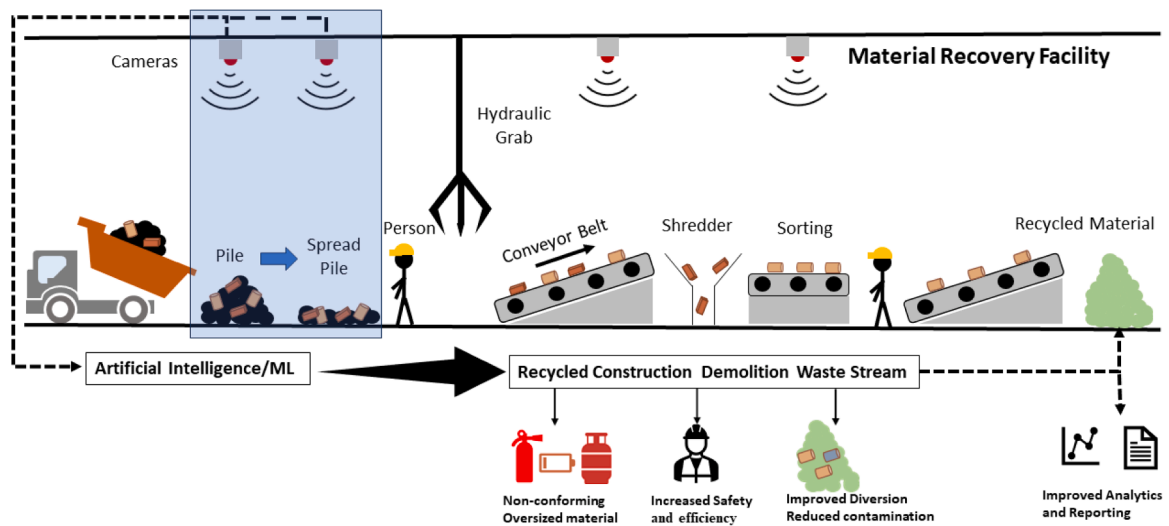 Material Recovery Facility
Cameras
Hydraulic
Grab
Person
Conveyor Belt
Shredder
Sorting
Recycled Material
Pile
Spread
Pile
Artificial Intelligence/ML
Recycled Construction Demolition Waste Stream
Non-conforming
Oversized material
Increased Safety
and efficiency
Improved Diversion
Reduced contamination
Improved Analytics
and Reporting